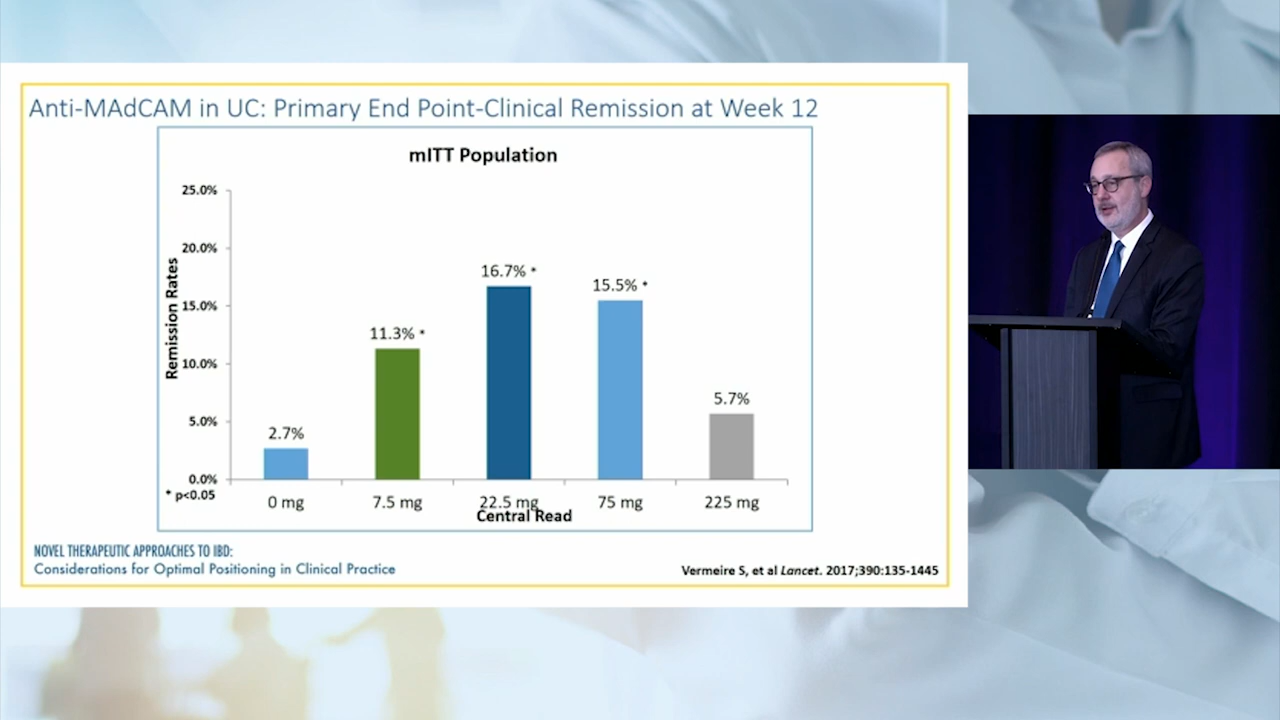 Anti-MAdCAM in UC: Primary End Point-Clinical Remission at Week 12
mITT Population
Remission Rates
25.0%
20.0%
15.0%
10.0%
5.0%
0.0%
2.7%
11.3% *
16.7% *
15.5% *
5.7%
* p<0.05
0 mg
7.5 mg
22.5 mg
75 mg
225 mg
Central Read
NOVEL THERAPEUTIC APPROACHES TO IBD:
Considerations for Optimal Positioning in Clinical Practice
Vermeire S, et al Lancet. 2017;390:135-1445